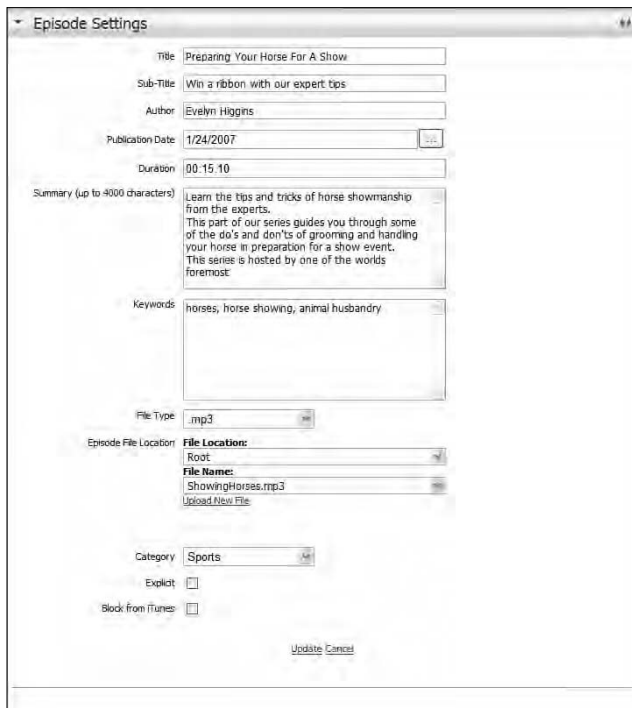 Episode Settings
Title Preparing Your Horse For A Show
Sub-Title Win a ribbon with our expert tips
Author Evelyn Higgins
Publication Date 1/24/2007 ...
Duration 00:15:10
Summary (up to 4000 characters) Learn the tips and tricks of horse showmanship
from the experts.
This part of our series guides you through some
of the do's and don'ts of grooming and handling
your horse in preparation for a show event.
This series is hosted by one of the worlds
foremost
Keywords horses, horse showing, animal husbandry
File Type .mp3
Episode File Location File Location:
Root
File Name:
ShowingHorses.mp3
Upload New File
Category Sports
Explicit
Block from iTunes
Update Cancel